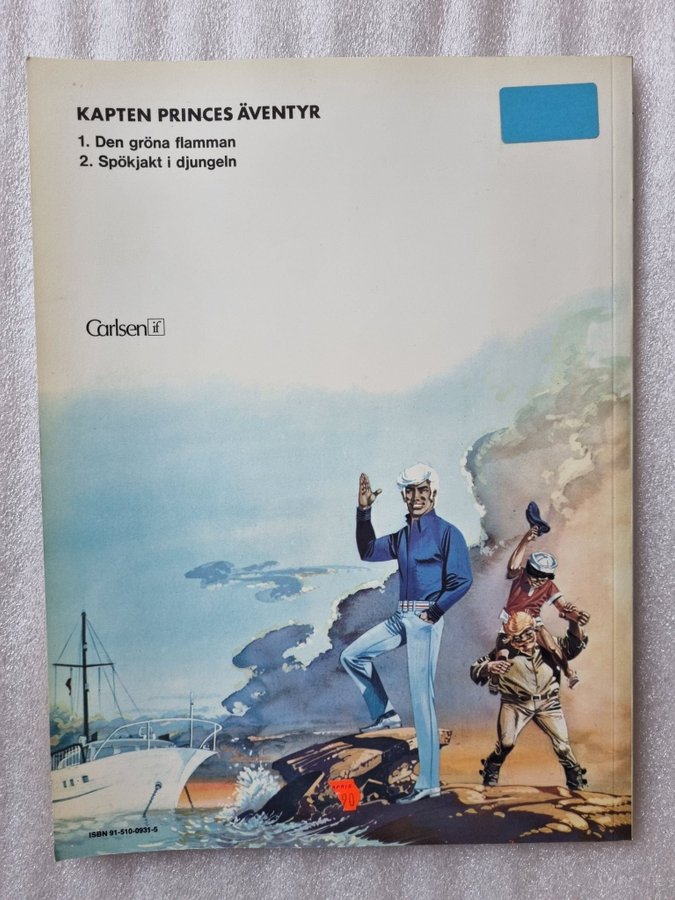 KAPTEN PRINCES ÄVENTYR
1. Den gröna flamman
2. Spökjakt i djungeln
Carlsen if
ISBN 91-510-0931-5